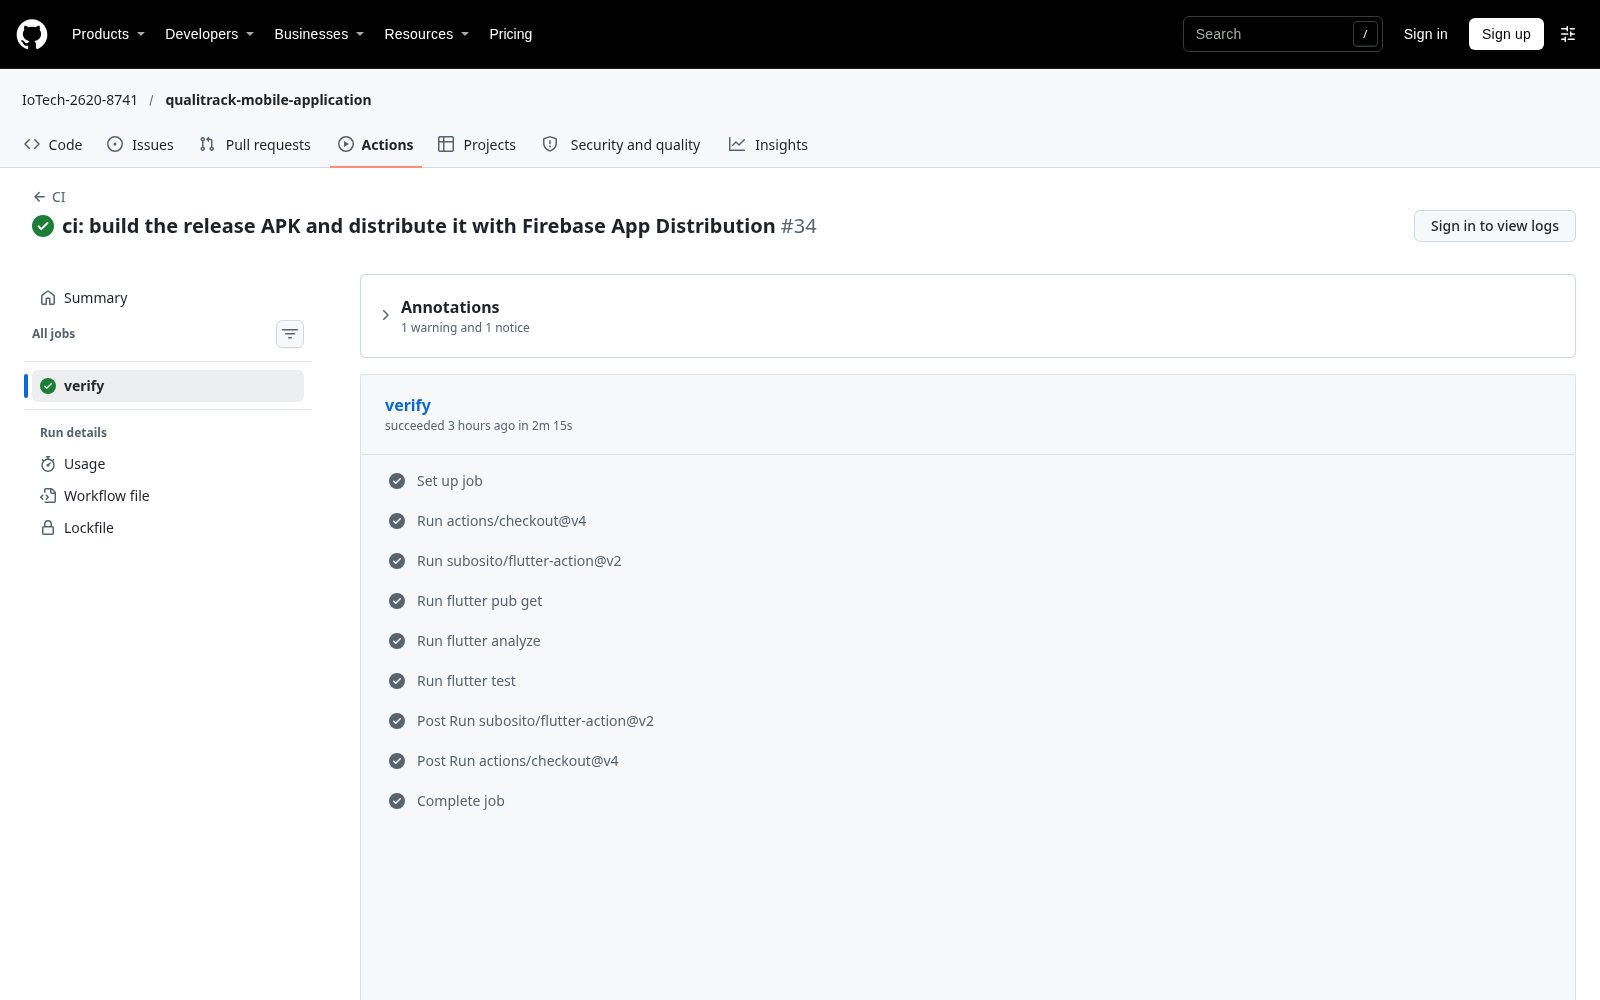 Products Developers Businesses Resources Pricing Search / Sign in Sign up
IoTech-2620-8741 / qualitrack-mobile-application
Code Issues Pull requests Actions Projects Security and quality Insights
CI
ci: build the release APK and distribute it with Firebase App Distribution #34
Sign in to view logs
Summary
All jobs
verify
Run details
Usage
Workflow file
Lockfile
Annotations
1 warning and 1 notice
verify
succeeded 3 hours ago in 2m 15s
Set up job
Run actions/checkout@v4
Run subosito/flutter-action@v2
Run flutter pub get
Run flutter analyze
Run flutter test
Post Run subosito/flutter-action@v2
Post Run actions/checkout@v4
Complete job